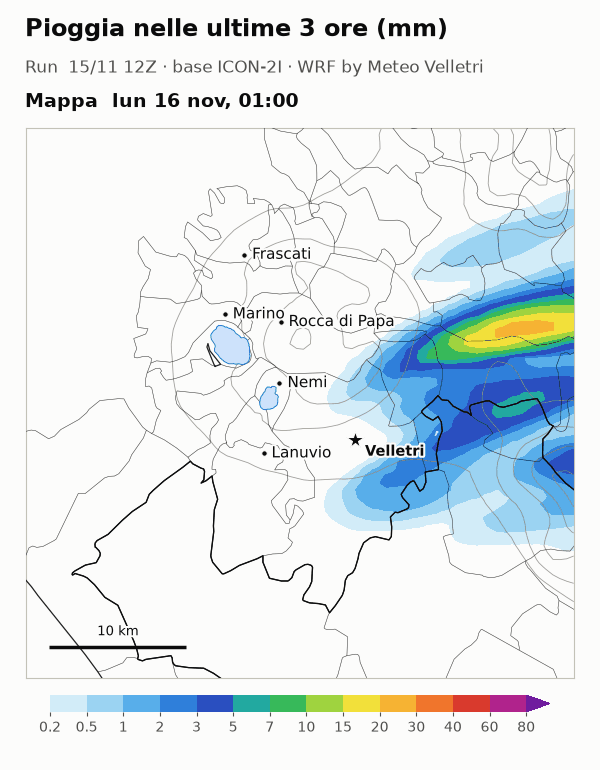 Pioggia nelle ultime 3 ore (mm)
Run  15/11 12Z · base ICON-2I · WRF by Meteo Velletri
Mappa  lun 16 nov, 01:00
Frascati
Marino
Rocca di Papa
Nemi
Velletri
Lanuvio
10 km
0.2 0.5 1 2 3 5 7 10 15 20 30 40 60 80